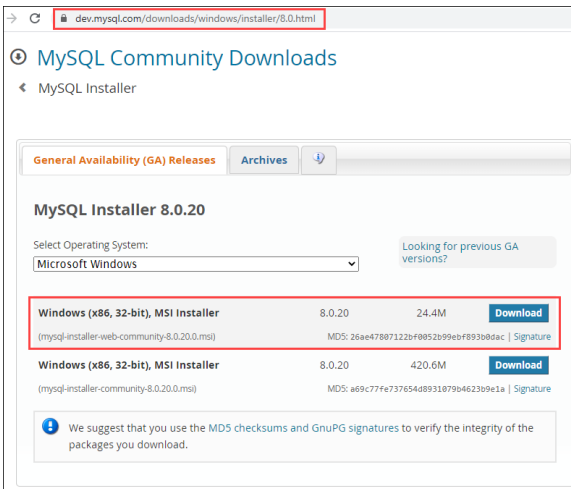 dev.mysql.com/downloads/windows/installer/8.0.html
MySQL Community Downloads
MySQL Installer
General Availability (GA) Releases Archives
MySQL Installer 8.0.20
Select Operating System:
Microsoft Windows
Looking for previous GA
versions?
Windows (x86, 32-bit), MSI Installer 8.0.20 24.4M Download
(mysql-installer-web-community-8.0.20.0.msi) MD5: 26ae47807122bf0052b99ebf893b0dac | Signature
Windows (x86, 32-bit), MSI Installer 8.0.20 420.6M Download
(mysql-installer-community-8.0.20.0.msi) MD5: a69c77fe737654d8931079b4623b9e1a | Signature
We suggest that you use the MD5 checksums and GnuPG signatures to verify the integrity of the
packages you download.